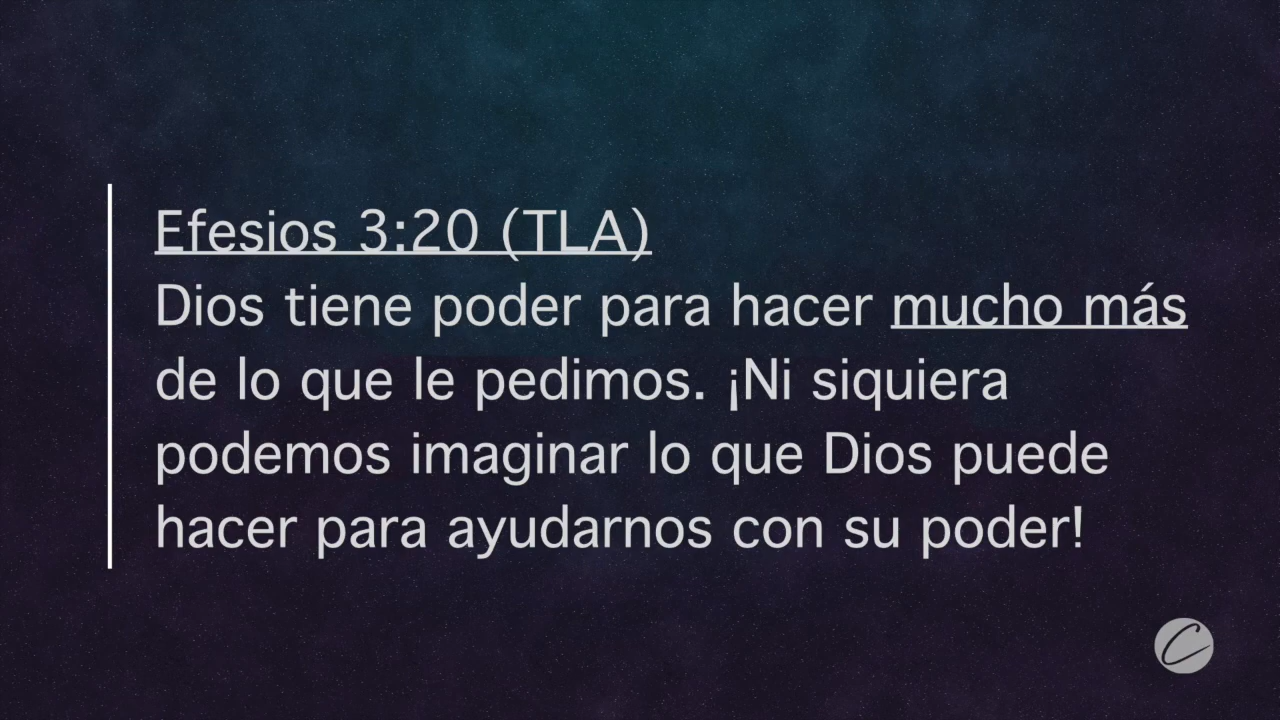 Efesios 3:20 (TLA)
Dios tiene poder para hacer mucho más
de lo que le pedimos. ¡Ni siquiera
podemos imaginar lo que Dios puede
hacer para ayudarnos con su poder!
C